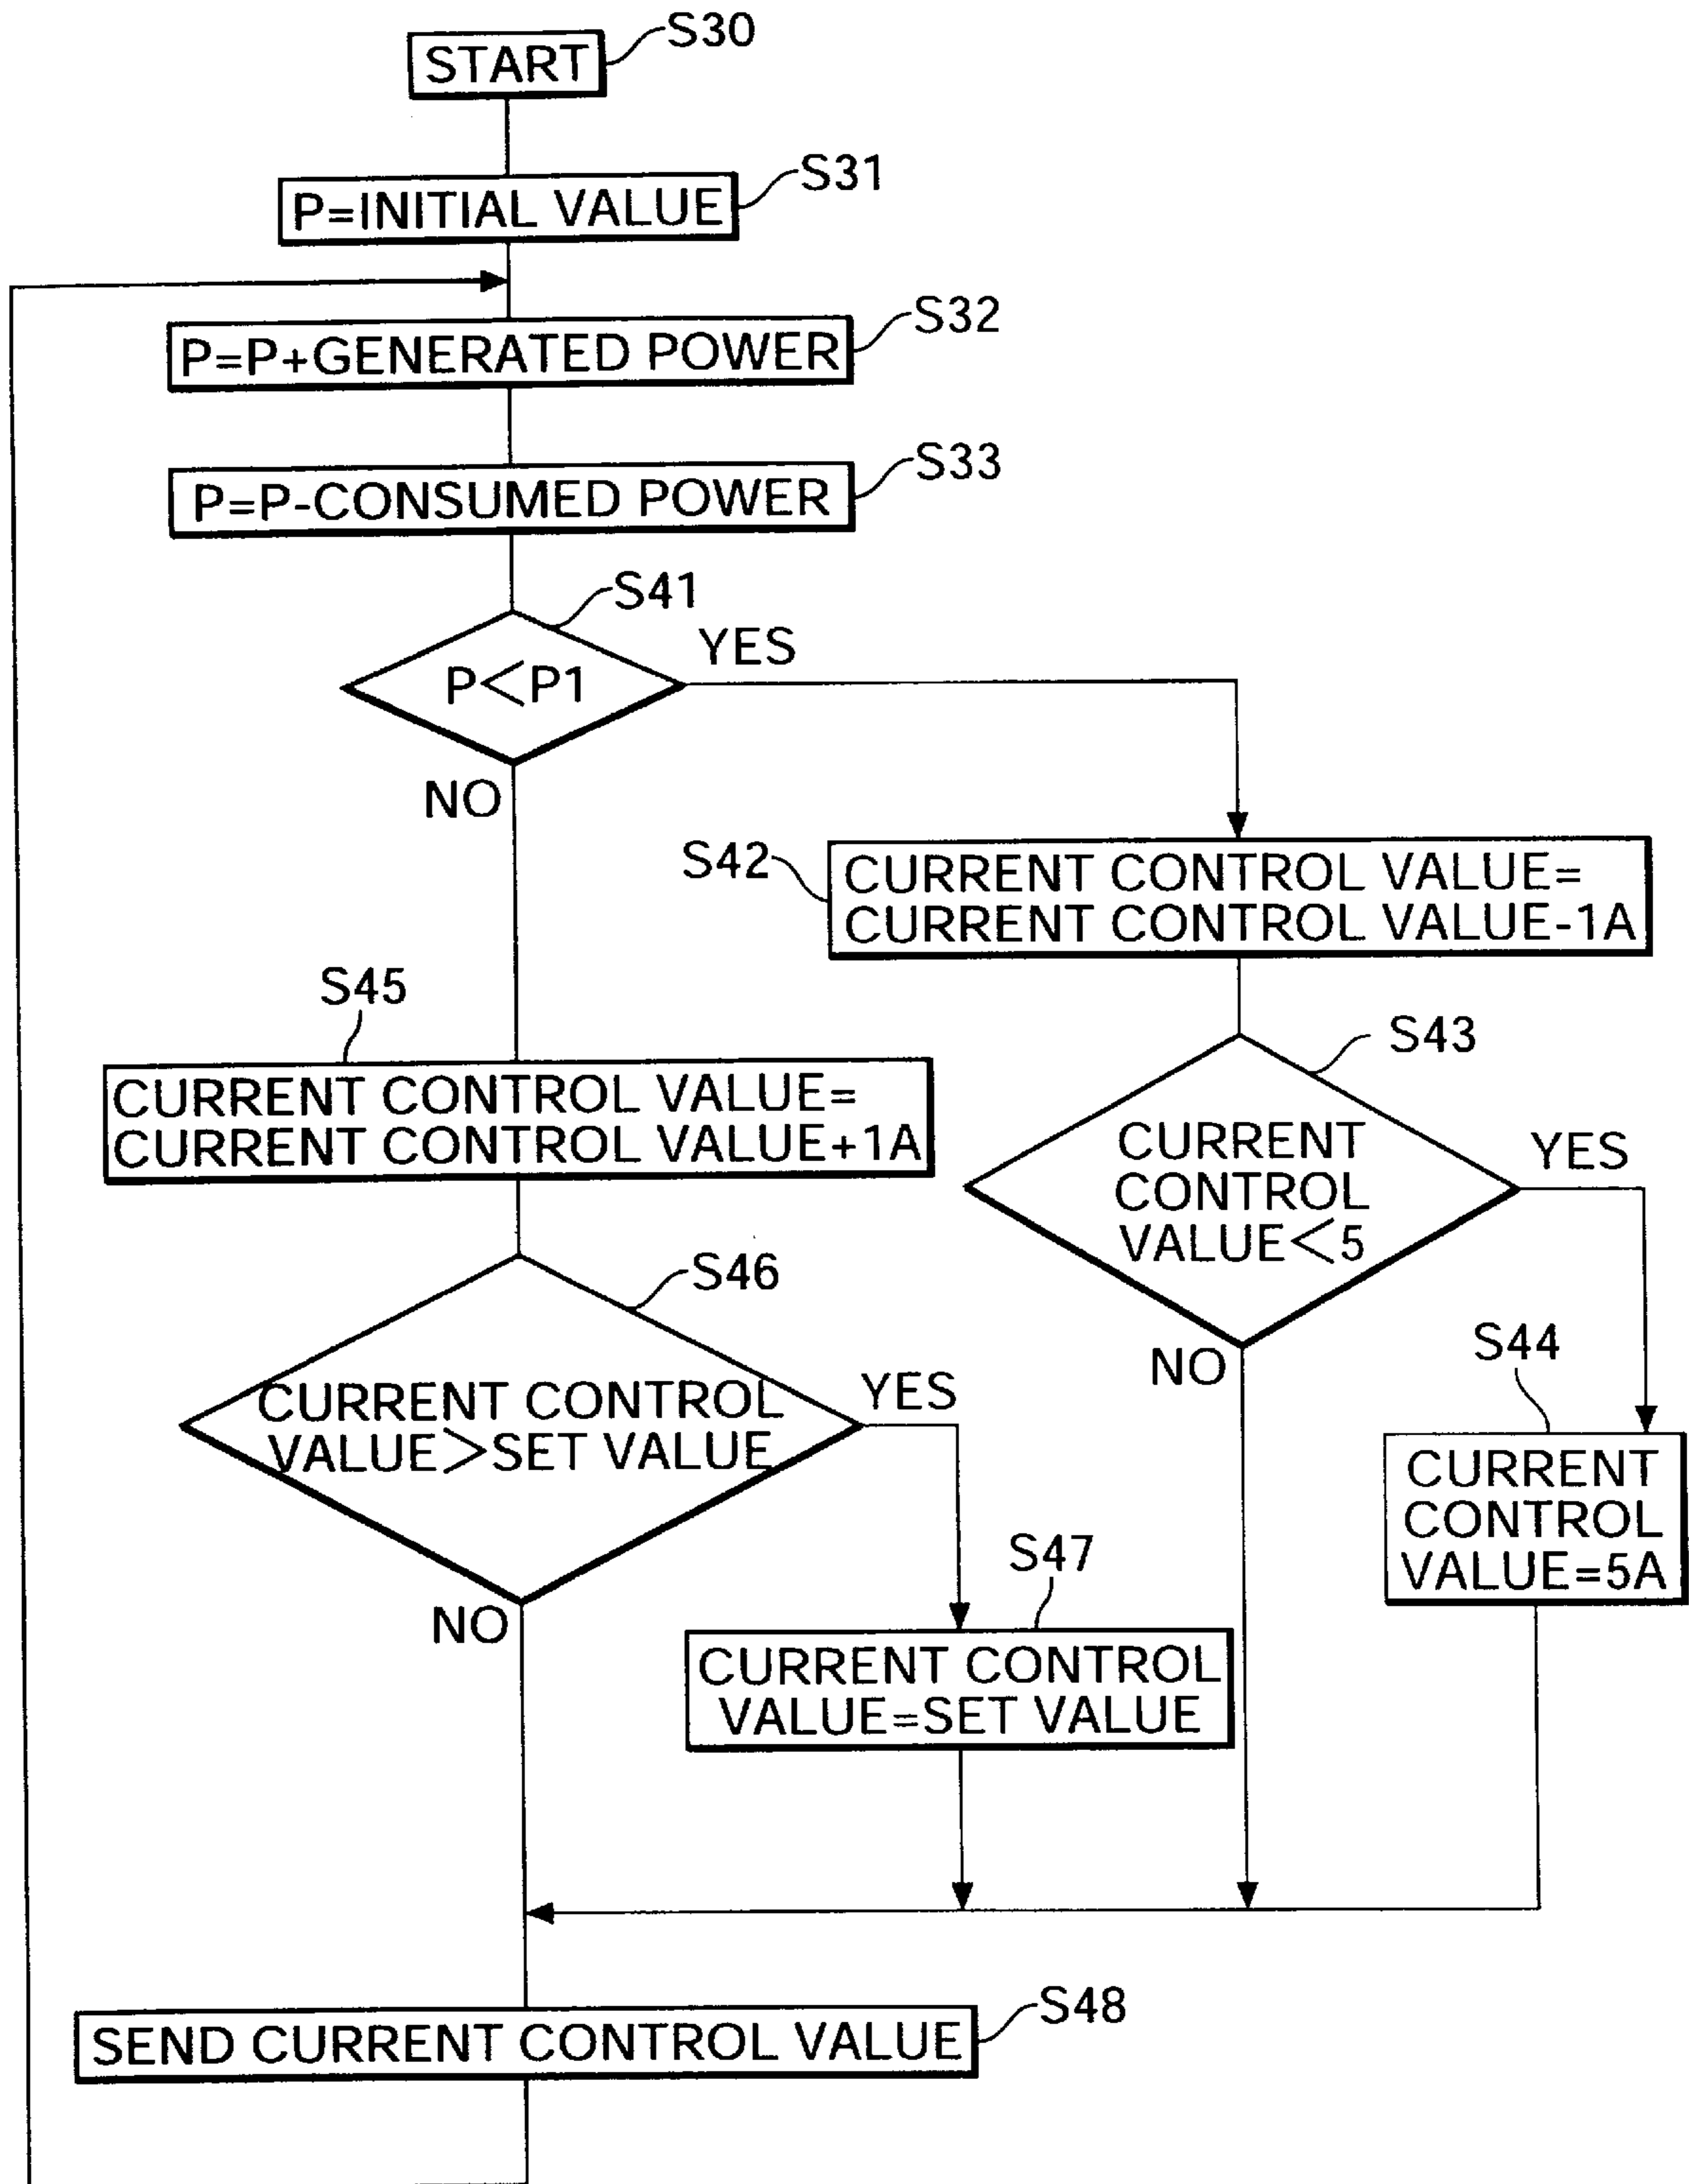 S30
START
S31
P=INITIAL VALUE
S32
P=P+GENERATED POWER
S33
P=P-CONSUMED POWER
S41
YES
P<P1
NO
S42
CURRENT CONTROL VALUE=
CURRENT CONTROL VALUE-1A
S45
CURRENT CONTROL VALUE=
CURRENT CONTROL VALUE+1A
S43
CURRENT
CONTROL
VALUE<5
YES
NO
S46
CURRENT CONTROL
VALUE>SET VALUE
YES
NO
S44
CURRENT
CONTROL
VALUE=5A
S47
CURRENT CONTROL
VALUE=SET VALUE
S48
SEND CURRENT CONTROL VALUE